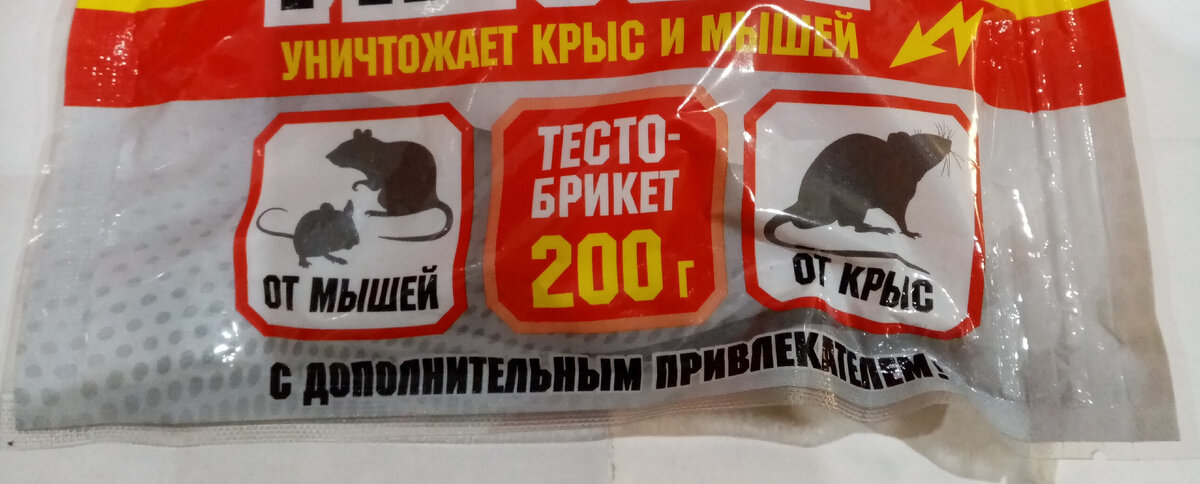 УНИЧТОЖАЕТ КРЫС И МЫШЕЙ
ТЕСТО-
БРИКЕТ
200 г
ОТ МЫШЕЙ
ОТ КРЫС
С ДОПОЛНИТЕЛЬНЫМ ПРИВЛЕКАТЕЛЕМ!